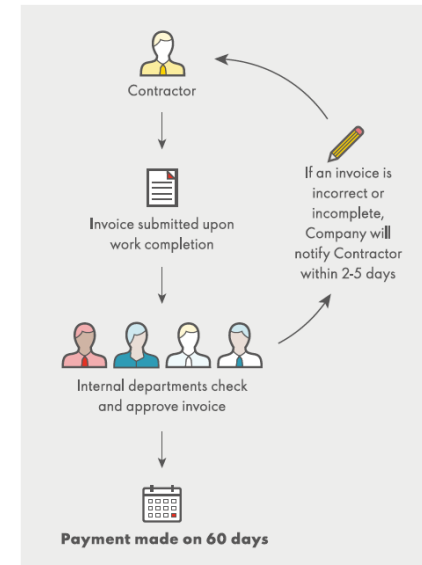 Contractor
Invoice submitted upon
work completion
Internal departments check
and approve invoice
Payment made on 60 days
If an invoice is
incorrect or
incomplete,
Company will
notify Contractor
within 2-5 days